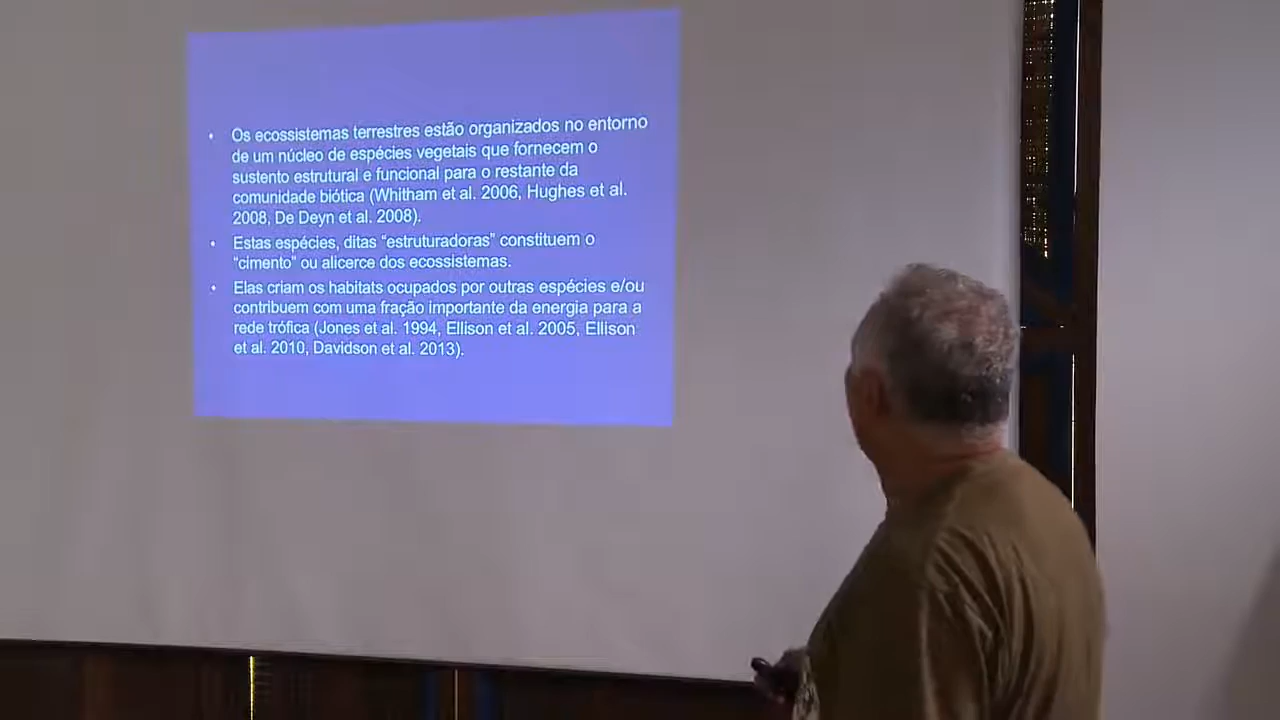 • Os ecossistemas terrestres estão organizados no entorno
de um núcleo de espécies vegetais que fornecem o
sustento estrutural e funcional para o restante da
comunidade biótica (Whitham et al. 2006, Hughes et al.
2008, De Deyn et al. 2008).
• Estas espécies, ditas “estruturadoras” constituem o
“cimento” ou alicerce dos ecossistemas.
• Elas criam os habitats ocupados por outras espécies e/ou
contribuem com uma fração importante da energia para a
rede trófica (Jones et al. 1994, Ellison et al. 2005, Ellison
et al. 2010, Davidson et al. 2013).